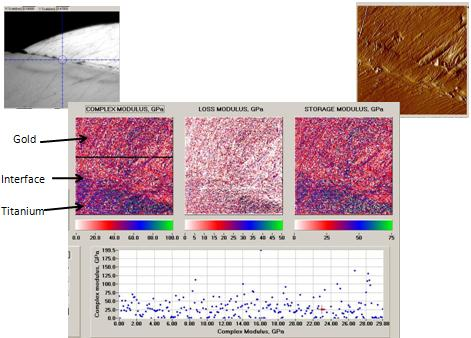 COMPLEX MODULUS, GPa
LOSS MODULUS, GPa
STORAGE MODULUS, GPa
Gold
Interface
Titanium
0.0 20.0 40.0 60.0 80.0 100.0
0 5 10 15 20 25 30 35 40 45 50
0 25 50 75
Complex modulus, GPa
199.5
175.0
150.0
125.0
100.0
75.0
50.0
25.0
0.0
0.00 2.00 4.00 6.00 8.00 10.00 12.00 14.00 16.00 18.00 20.00 22.00 24.00 26.00 28.00 29.88
Complex Modulus, GPa